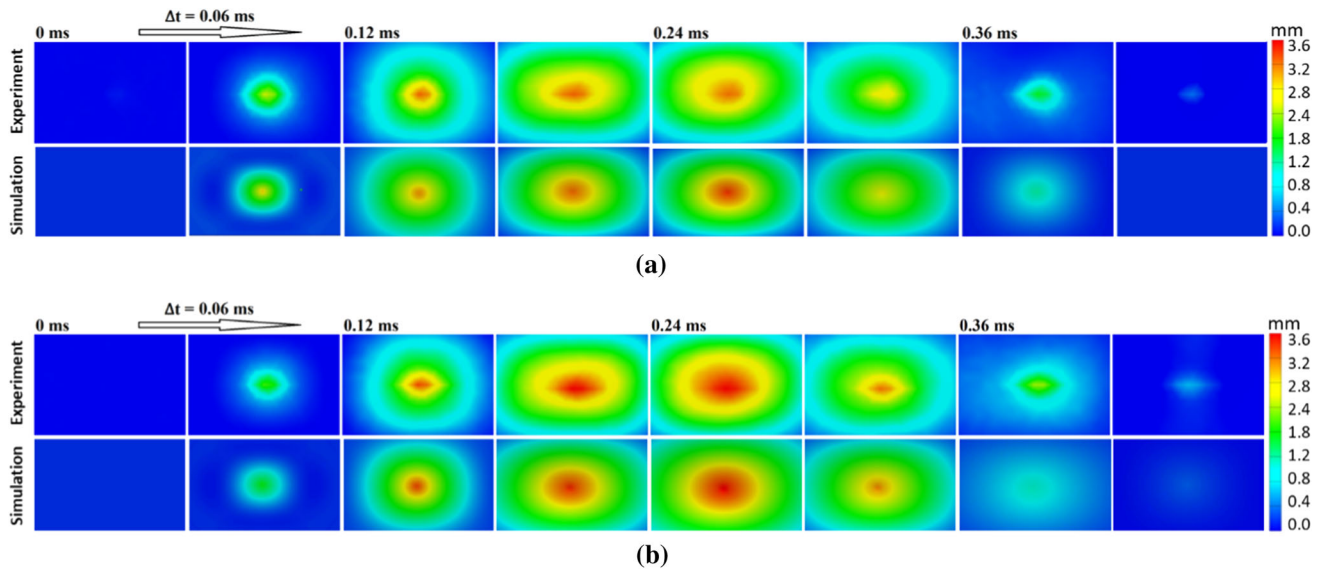 Δt = 0.06 ms
0 ms
0.12 ms
0.24 ms
0.36 ms
mm
Experiment
Simulation
3.6
3.2
2.8
2.4
1.8
1.2
0.8
0.4
0.0
(a)
Δt = 0.06 ms
0 ms
0.12 ms
0.24 ms
0.36 ms
mm
Experiment
Simulation
3.6
3.2
2.8
2.4
1.8
1.2
0.8
0.4
0.0
(b)